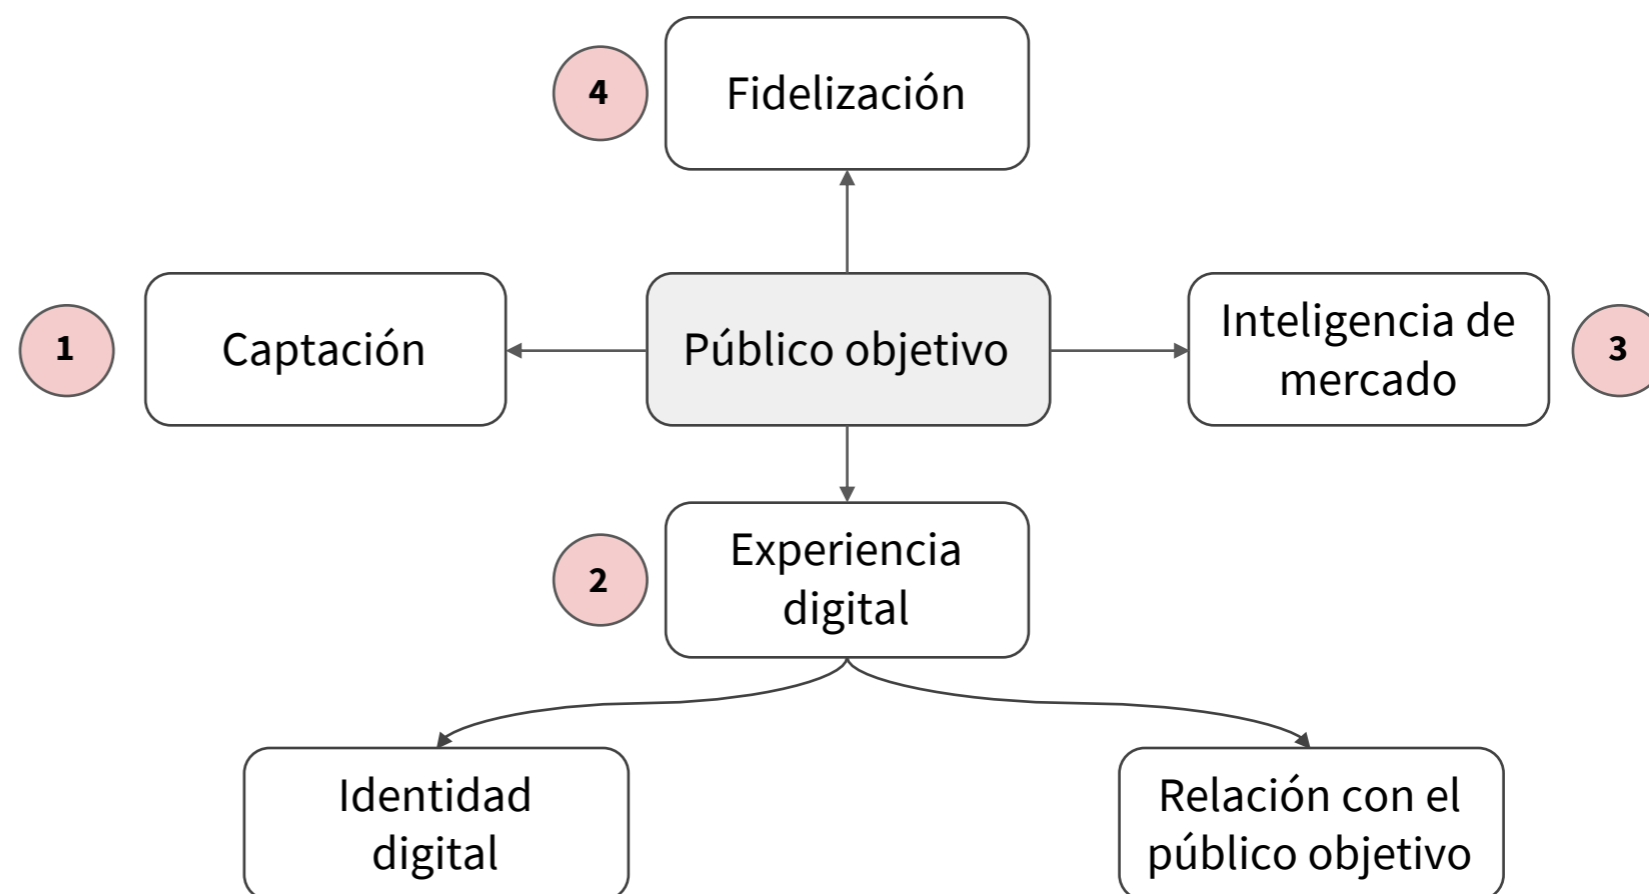 4
Fidelización
1
Captación
Público objetivo
Inteligencia de
mercado
3
2
Experiencia
digital
Identidad
digital
Relación con el
público objetivo